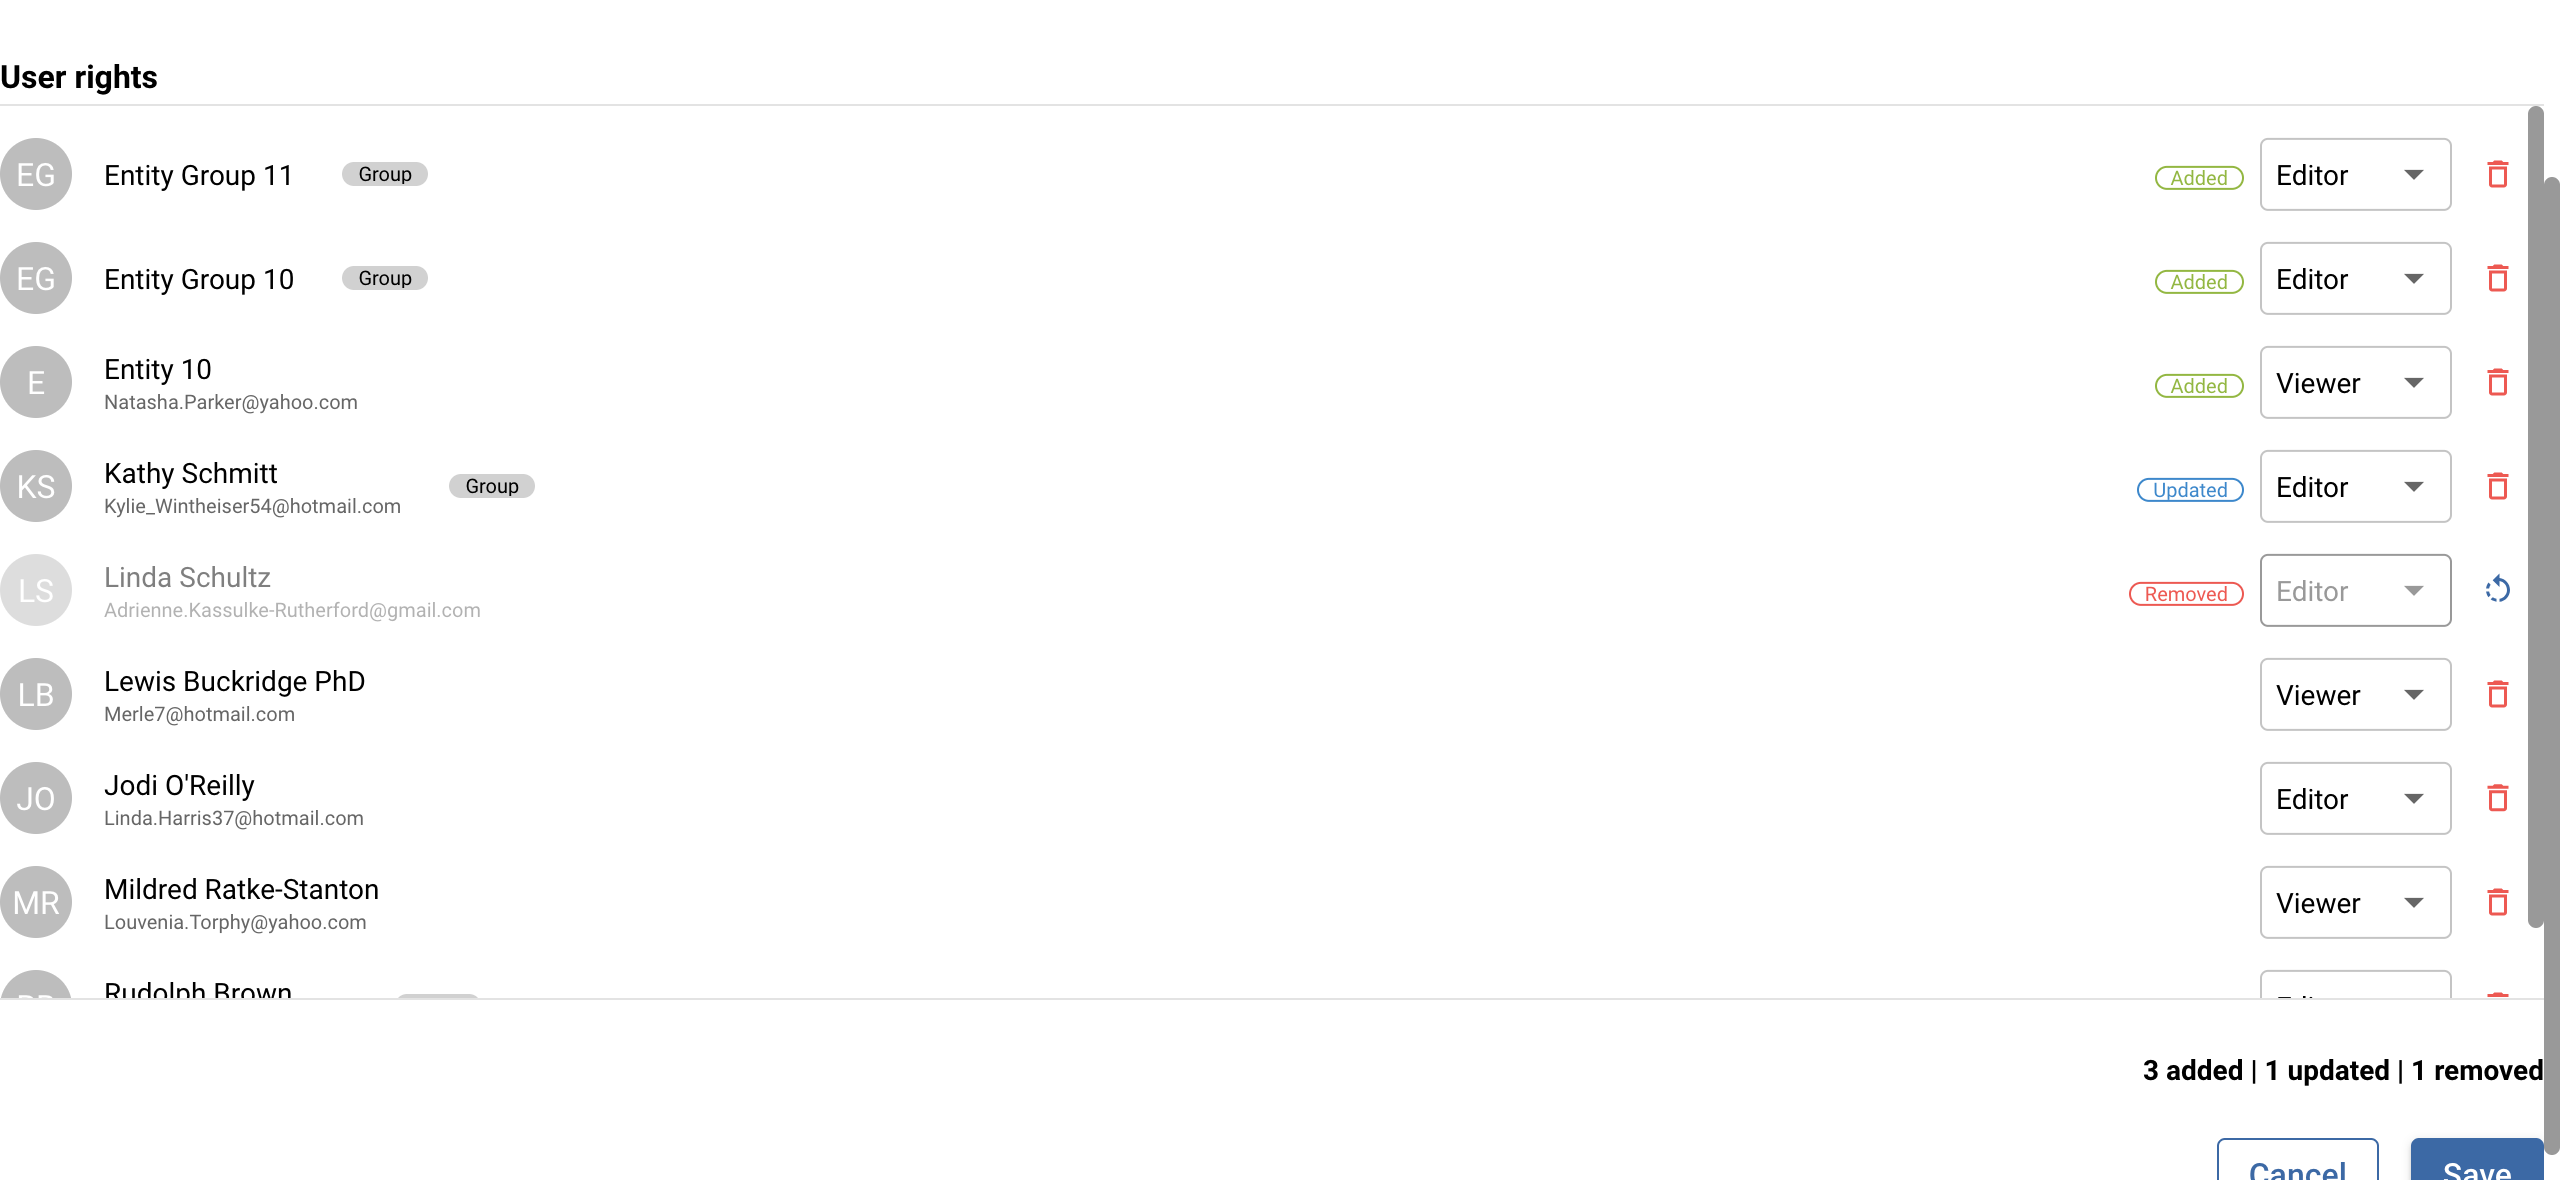 User rights
EG Entity Group 11 Group Added Editor
EG Entity Group 10 Group Added Editor
E Entity 10 Added Viewer
Natasha.Parker@yahoo.com
KS Kathy Schmitt Group Updated Editor
Kylie_Wintheiser54@hotmail.com
LS Linda Schultz Removed Editor
Adrienne.Kassulke-Rutherford@gmail.com
LB Lewis Buckridge PhD Viewer
Merle7@hotmail.com
JO Jodi O'Reilly Editor
Linda.Harris37@hotmail.com
MR Mildred Ratke-Stanton Viewer
Louvenia.Torphy@yahoo.com
Rudolph Brown
3 added | 1 updated | 1 removed
Cancel Save